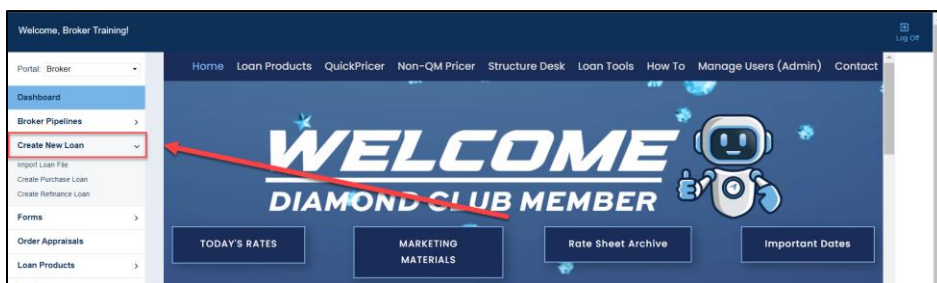 Welcome, Broker Training!
Log Off
Portal: Broker
Home Loan Products QuickPricer Non-QM Pricer Structure Desk Loan Tools How To Manage Users (Admin) Contact
Dashboard
Broker Pipelines
Create New Loan
Import Loan File
Create Purchase Loan
Create Refinance Loan
Forms
Order Appraisals
Loan Products
WELCOME
DIAMOND CLUB MEMBER
TODAY'S RATES
MARKETING
MATERIALS
Rate Sheet Archive
Important Dates